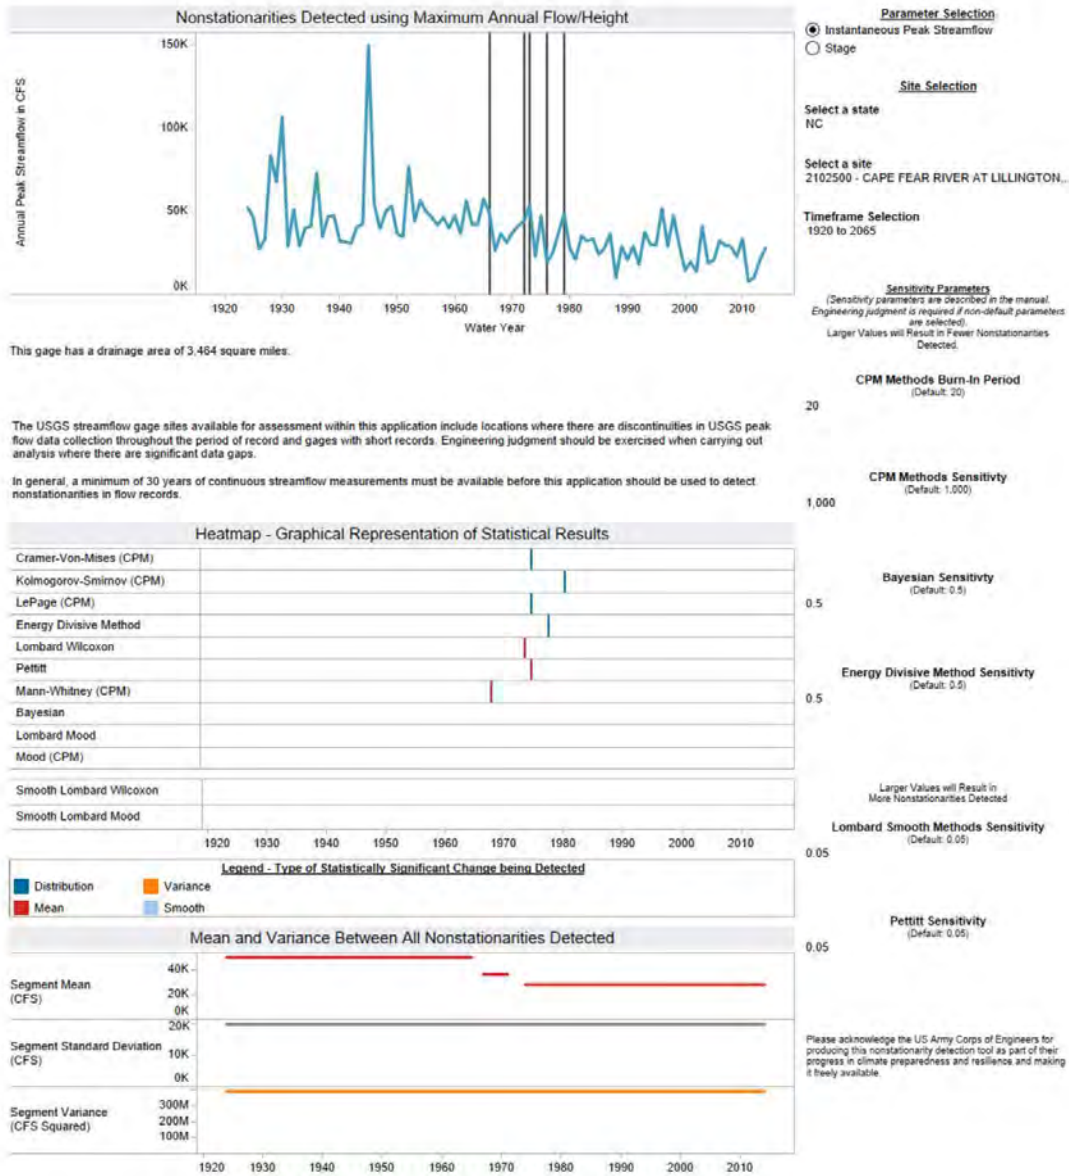 Nonstationarities Detected using Maximum Annual Flow/Height
Annual Peak Streamflow in CFS
150K
100K
50K
0K
1920 1930 1940 1950 1960 1970 1980 1990 2000 2010
Water Year
This gage has a drainage area of 3,464 square miles.
The USGS streamflow gage sites available for assessment within this application include locations where there are discontinuities in USGS peak
flow data collection throughout the period of record and gages with short records. Engineering judgment should be exercised when carrying out
analysis where there are significant data gaps.
In general, a minimum of 30 years of continuous streamflow measurements must be available before this application should be used to detect
nonstationarities in flow records.
Heatmap - Graphical Representation of Statistical Results
Cramer-Von-Mises (CPM)
Kolmogorov-Smirnov (CPM)
LePage (CPM)
Energy Divisive Method
Lombard Wilcoxon
Pettitt
Mann-Whitney (CPM)
Bayesian
Lombard Mood
Mood (CPM)
Smooth Lombard Wilcoxon
Smooth Lombard Mood
1920 1930 1940 1950 1960 1970 1980 1990 2000 2010
Legend - Type of Statistically Significant Change being Detected
Distribution Variance
Mean Smooth
Mean and Variance Between All Nonstationarities Detected
Segment Mean
(CFS)
40K
20K
0K
Segment Standard Deviation
(CFS)
20K
10K
0K
Segment Variance
(CFS Squared)
300M
200M
100M
1920 1930 1940 1950 1960 1970 1980 1990 2000 2010
Parameter Selection
Instantaneous Peak Streamflow
Stage
Site Selection
Select a state
NC
Select a site
2102500 - CAPE FEAR RIVER AT LILLINGTON...
Timeframe Selection
1920 to 2065
Sensitivity Parameters
(Sensitivity parameters are described in the manual.
Engineering judgment is required if non-default parameters
are selected).
Larger Values will Result in Fewer Nonstationarities
Detected.
CPM Methods Burn-In Period
(Default: 20)
20
CPM Methods Sensitivty
(Default: 1,000)
1,000
Bayesian Sensitivty
(Default: 0.5)
0.5
Energy Divisive Method Sensitivty
(Default: 0.5)
0.5
Larger Values will Result in
More Nonstationarities Detected
Lombard Smooth Methods Sensitivity
(Default: 0.05)
0.05
Pettitt Sensitivity
(Default: 0.05)
0.05
Please acknowledge the US Army Corps of Engineers for
producing this nonstationarity detection tool as part of their
progress in climate preparedness and resilience and making
it freely available.